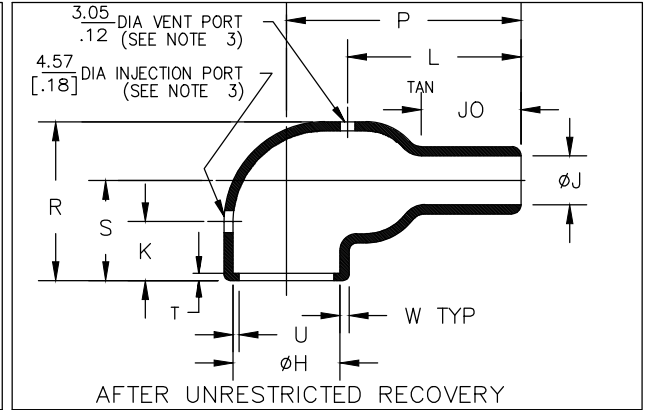 3.05
.12
DIA VENT PORT
(SEE NOTE 3)
4.57
[.18]
DIA INJECTION PORT
(SEE NOTE 3)
P
L
TAN
JO
R
S
K
T
øJ
W TYP
U
øH
AFTER UNRESTRICTED RECOVERY